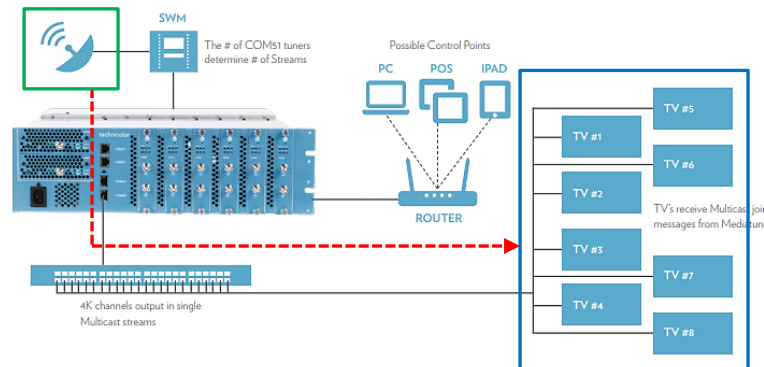 SWM
The # of COM51 tuners
determine # of Streams
Possible Control Points
PC
POS
IPAD
technicolor
ROUTER
TV #5
TV #1
TV #6
TV #2
TV's receive Multicast join
messages from
TV #3
TV #7
TV #4
TV #8
4K channels output in single
Multicast streams